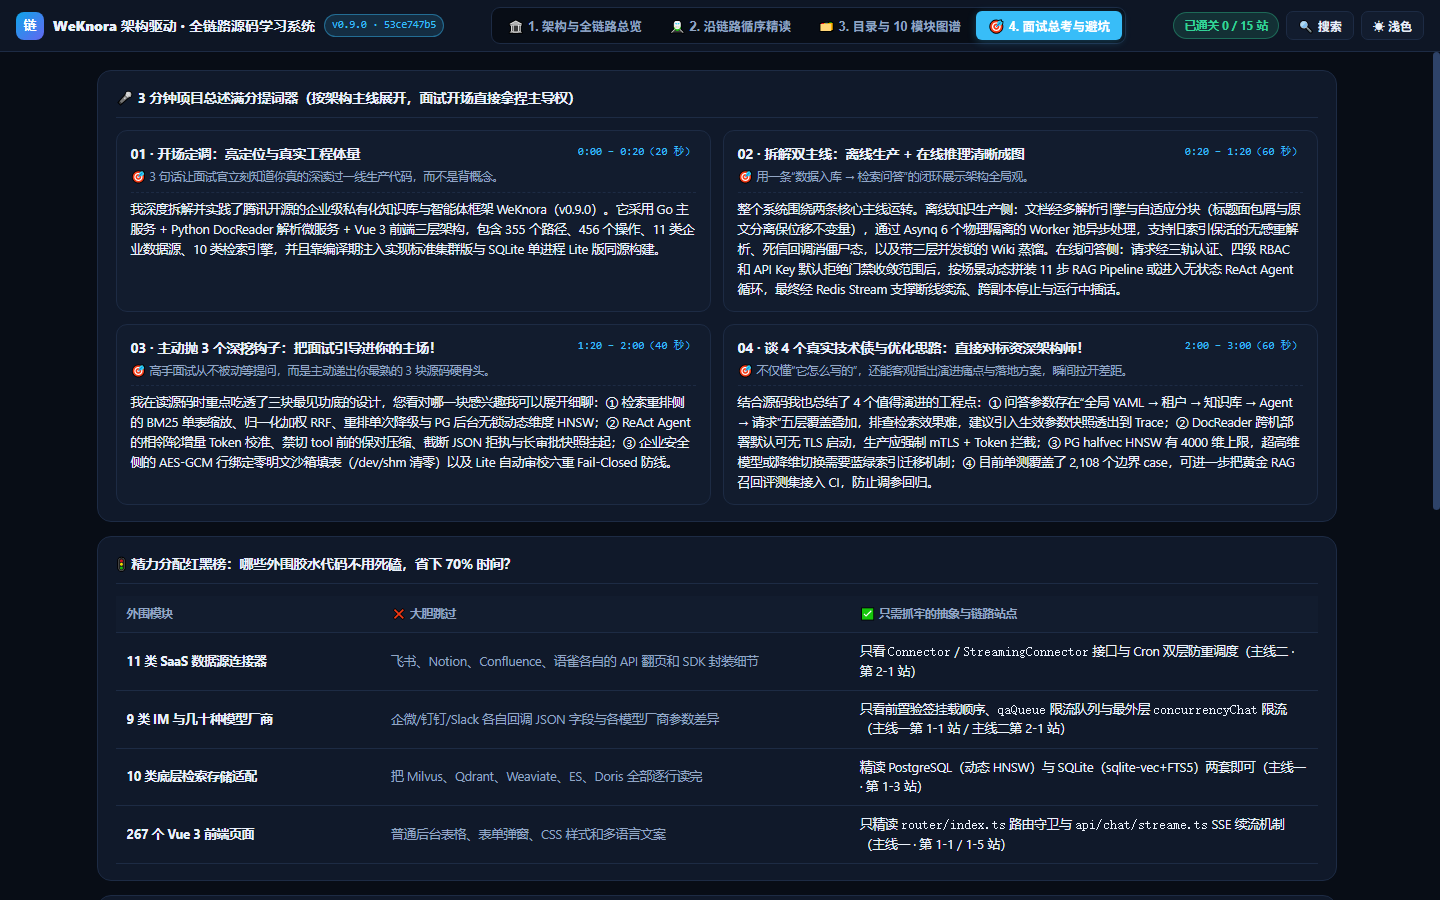 链 WeKnora 架构驱动 · 全链路源码学习系统 v0.9.0 · 53ce747b5 1. 架构与全链路总览 2. 沿链路循序精读 3. 目录与 10 模块图谱 4. 面试总考与避坑 已通关 0 / 15 站 搜索 浅色
3 分钟项目总述满分提词器（按架构主线展开，面试开场直接拿捏主导权）
01 · 开场定调：亮定位与真实工程体量 0:00 - 0:20（20 秒）
3 句话让面试官立刻知道你真的深读过一线生产代码，而不是背概念。
我深度拆解并实践了腾讯开源的企业级私有化知识库与智能体框架 WeKnora（v0.9.0）。它采用 Go 主
服务 + Python DocReader 解析微服务 + Vue 3 前端三层架构，包含 355 个路径、456 个操作、11 类企
业数据源、10 类检索引擎，并且靠编译期注入实现标准集群版与 SQLite 单进程 Lite 版同源构建。
02 · 拆解双主线：离线生产 + 在线推理清晰成图 0:20 - 1:20（60 秒）
用一条“数据入库 → 检索问答”的闭环展示架构全局观。
整个系统围绕两条核心主线运转。离线知识生产侧：文档经多解析引擎与自适应分块（标题面包屑与原
文分离保位移不变量），通过 Asynq 6 个物理隔离的 Worker 池异步处理，支持旧索引保活的无感重解
析、死信回调消僵尸态，以及带三层并发锁的 Wiki 蒸馏。在线问答侧：请求经三轨认证、四级 RBAC
和 API Key 默认拒绝门禁收敛范围后，按场景动态拼装 11 步 RAG Pipeline 或进入无状态 ReAct Agent
循环，最终经 Redis Stream 支撑断线续流、跨副本停止与运行中插话。
03 · 主动抛 3 个深挖钩子：把面试引导进你的主场！ 1:20 - 2:00（40 秒）
高手面试从不被动等提问，而是主动递出你最熟的 3 块源码硬骨头。
我在读源码时重点吃透了三块最见功底的设计，您看对哪一块感兴趣我可以展开细聊：① 检索重排侧
的 BM25 单表缩放、归一化加权 RRF、重排单次降级与 PG 后台无锁动态维度 HNSW；② ReAct Agent
的相邻轮增量 Token 校准、禁切 tool 前的保对压缩、截断 JSON 拒执与长审批快照挂起；③ 企业安全
侧的 AES-GCM 行绑定零明文沙箱填表（/dev/shm 清零）以及 Lite 自动审校六重 Fail-Closed 防线。
04 · 谈 4 个真实技术债与优化思路：直接对标资深架构师！ 2:00 - 3:00（60 秒）
不仅懂“它怎么写的”，还能客观指出演进痛点与落地方案，瞬间拉开差距。
结合源码我也总结了 4 个值得演进的工程点：① 问答参数存在“全局 YAML → 租户 → 知识库 → Agent
→ 请求”五层覆盖叠加，排查检索效果难，建议引入生效参数快照透出到 Trace；② DocReader 跨机部
署默认可无 TLS 启动，生产应强制 mTLS + Token 拦截；③ PG halfvec HNSW 有 4000 维上限，超高维
模型或降维切换需要蓝绿索引迁移机制；④ 目前单测覆盖了 2,108 个边界 case，可进一步把黄金 RAG
召回评测集接入 CI，防止调参回归。
精力分配红黑榜：哪些外围胶水代码不用死磕，省下 70% 时间？
外围模块 大胆跳过 只需抓牢的抽象与链路站点
11 类 SaaS 数据源连接器 飞书、Notion、Confluence、语雀各自的 API 翻页和 SDK 封装细节 只看 Connector / StreamingConnector 接口与 Cron 双层防重调度（主线二 ·
第 2-1 站）
9 类 IM 与几十种模型厂商 企微/钉钉/Slack 各自回调 JSON 字段与各模型厂商参数差异 只看前置验签挂载顺序、qaQueue 限流队列与最外层 concurrencyChat 限流
（主线一第 1-1 站 / 主线二第 2-1 站）
10 类底层检索存储适配 把 Milvus、Qdrant、Weaviate、ES、Doris 全部逐行读完 精读 PostgreSQL（动态 HNSW）与 SQLite（sqlite-vec+FTS5）两套即可（主线一
· 第 1-3 站）
267 个 Vue 3 前端页面 普通后台表格、表单弹窗、CSS 样式和多语言文案 只精读 router/index.ts 路由守卫与 api/chat/streame.ts SSE 续流机制
（主线一 · 第 1-1 / 1-5 站）